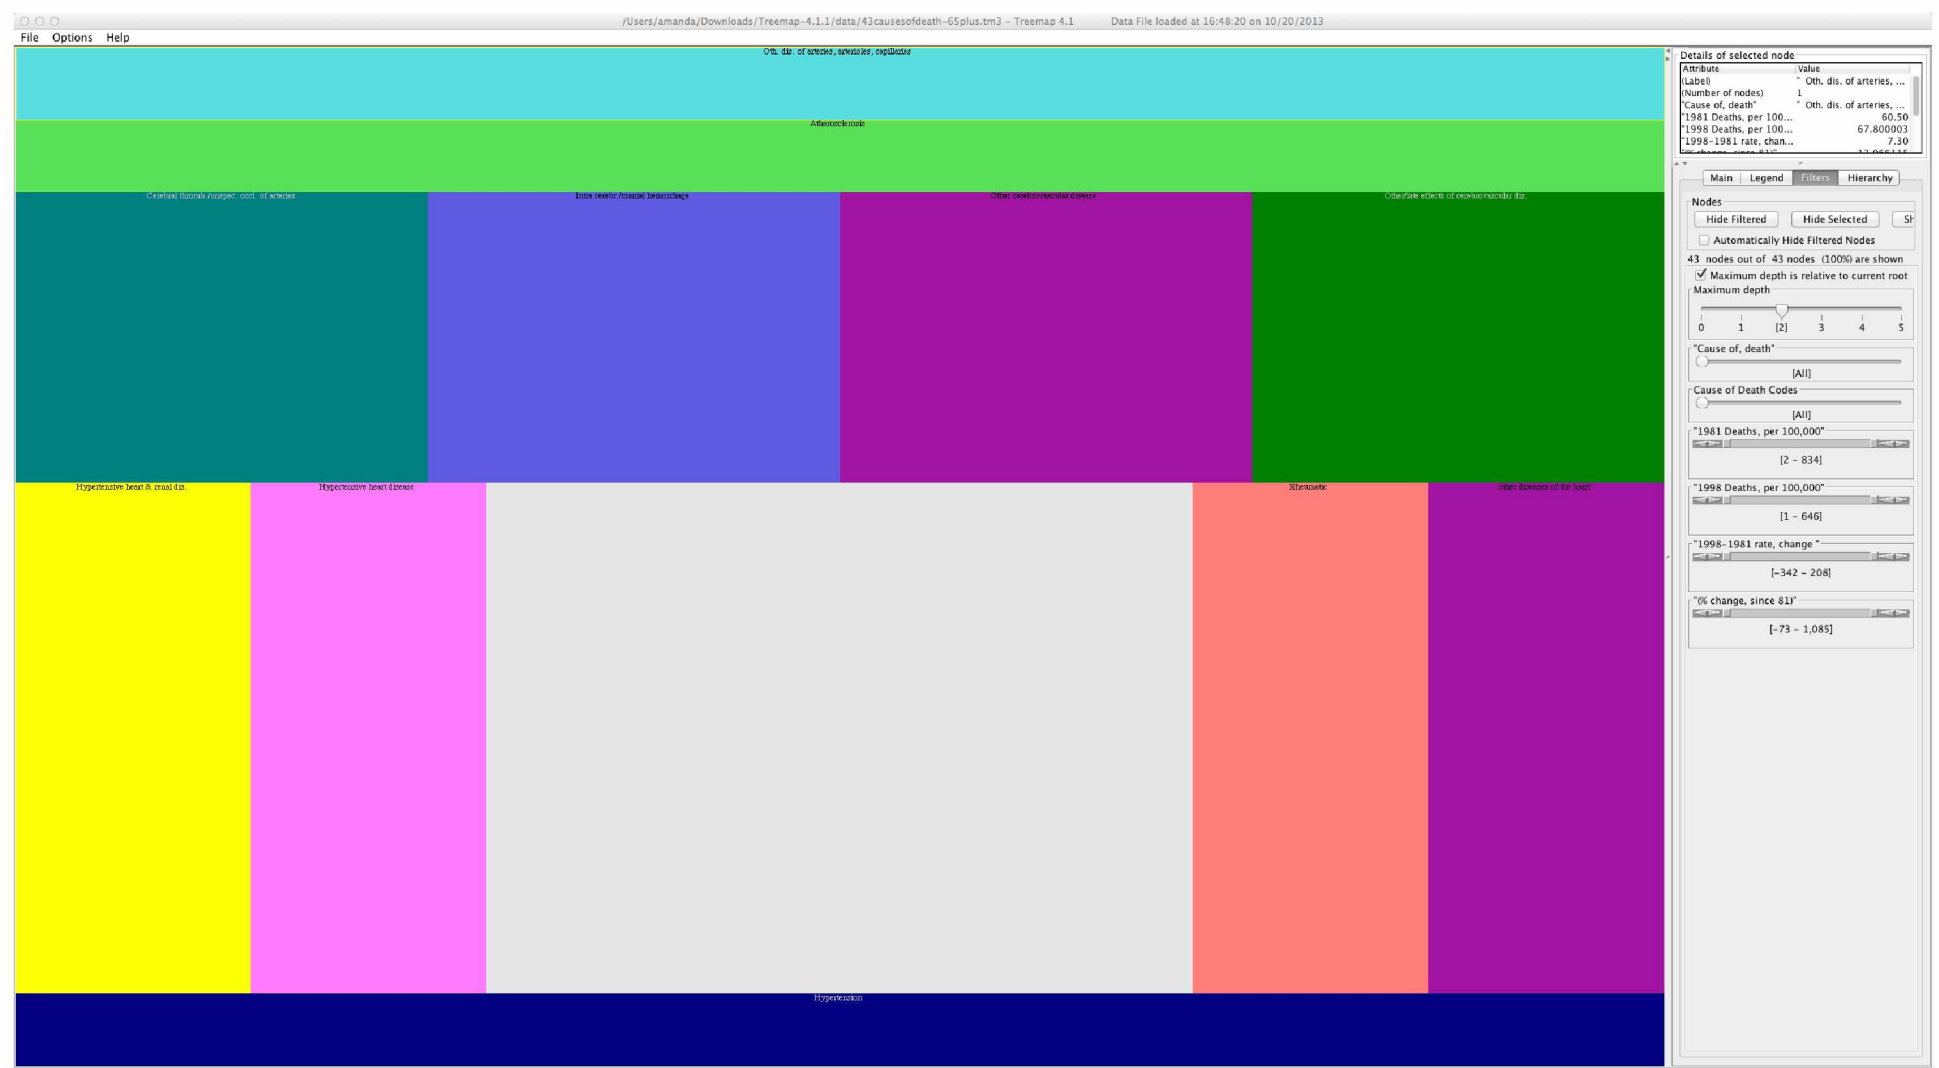 /Users/amanda/Downloads/Treemap-4.1.1/data/43causesofdeath-65plus.tm3 - Treemap 4.1 Data File loaded at 16:48:20 on 10/20/2013
File Options Help
Oth. dis. of arteries, arterioles, capillaries
Atherosclerosis
Cerebral thromb./unspec. occl. of arteries
Intra cerebr./cranial hemorrhage
Other cerebrovascular disease
Other/late effects of cerebrovascular dis.
Hypertensive heart & renal dis.
Hypertensive heart disease
Rheumatic
other diseases of the heart
Hypertension
Details of selected node
Attribute Value
(Label) " Oth. dis. of arteries, ...
(Number of nodes) 1
"Cause of, death" " Oth. dis. of arteries, ...
"1981 Deaths, per 100... 60.50
"1998 Deaths, per 100... 67.800003
"1998-1981 rate, chan... 7.30
Main Legend Filters Hierarchy
Nodes
Hide Filtered Hide Selected Sh
Automatically Hide Filtered Nodes
43 nodes out of 43 nodes (100%) are shown
Maximum depth is relative to current root
Maximum depth
0 1 [2] 3 4 5
"Cause of, death"
[All]
Cause of Death Codes
[All]
"1981 Deaths, per 100,000"
[2 - 834]
"1998 Deaths, per 100,000"
[1 - 646]
"1998-1981 rate, change "
[-342 - 208]
"(% change, since 81)"
[-73 - 1,085]